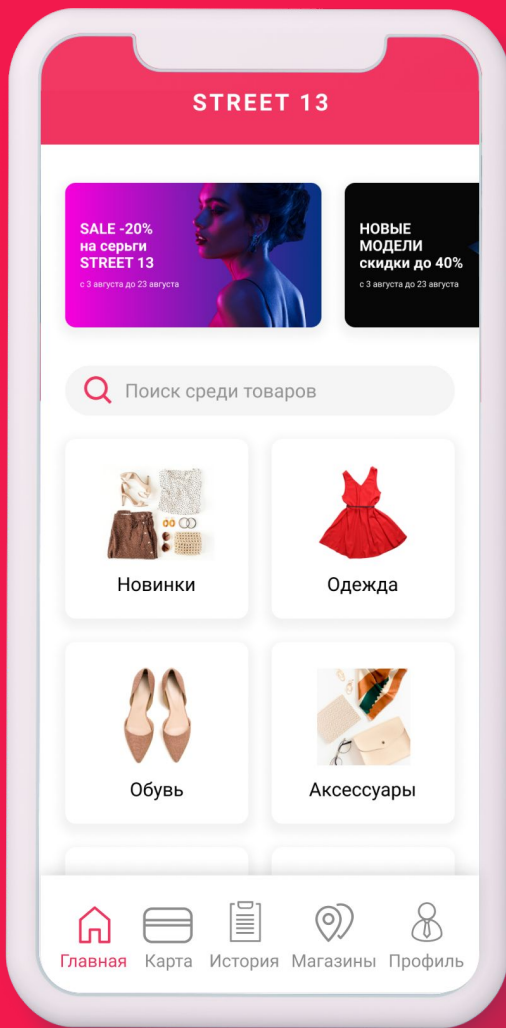 STREET 13
SALE -20%
на серьги
STREET 13
с 3 августа до 23 августа
НОВЫЕ
МОДЕЛИ
скидки до 40%
с 3 августа до 23 августа
Поиск среди товаров
Новинки
Одежда
Обувь
Аксессуары
Главная
Карта
История
Магазины
Профиль